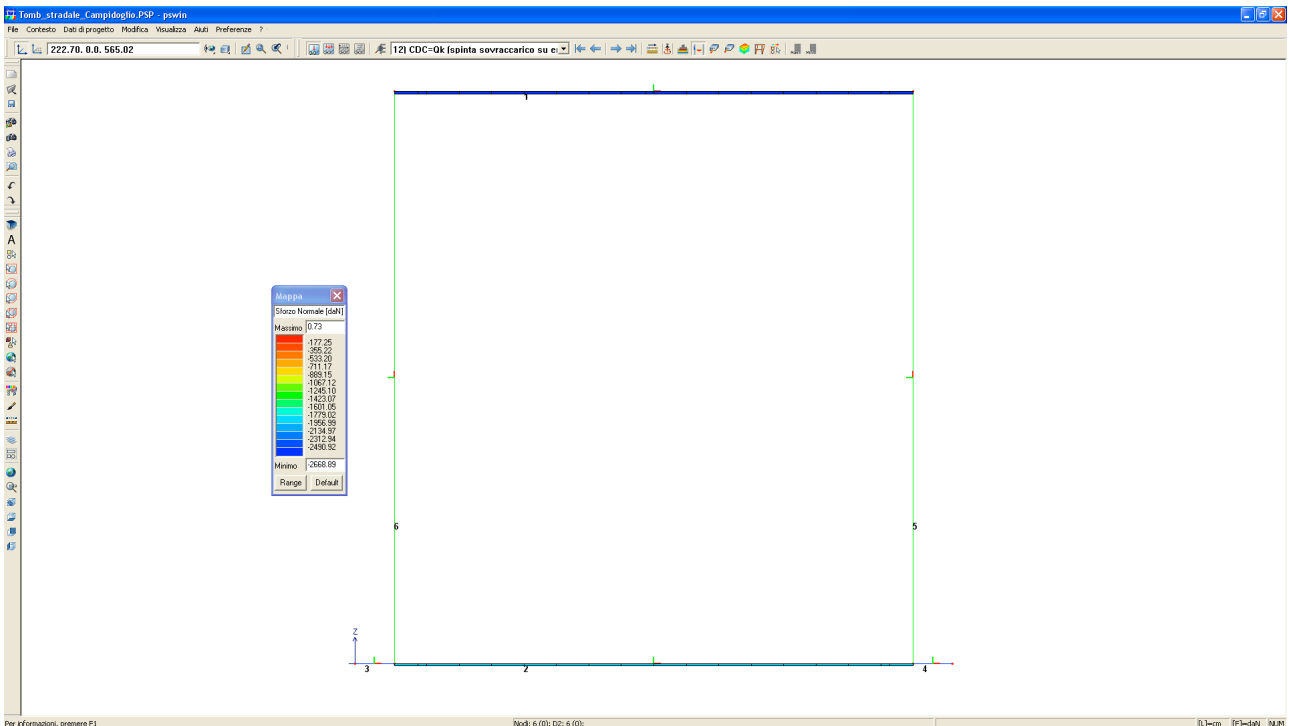 Tomb_stradale_Campidoglio.PSP - pswin
File Contesto Dati di progetto Modifica Visualizza Aiuti Preferenze ?
222.70. 0.0. 565.02
12) CDC=Qk (spinta sovraccarico su
1
Mappa
Sforzo Normale [daN]
Massimo 0.73
-177.25
-355.22
-533.20
-711.17
-889.15
-1067.12
-1245.10
-1423.07
-1601.05
-1779.02
-1956.99
-2134.97
-2312.94
-2490.92
Minimo -2668.89
Range Default
A
6
5
Z
3
2
4
Per informazioni, premere F1
Nodi: 6 (0); D2: 6 (0);
[L]=cm [F]=daN NUM